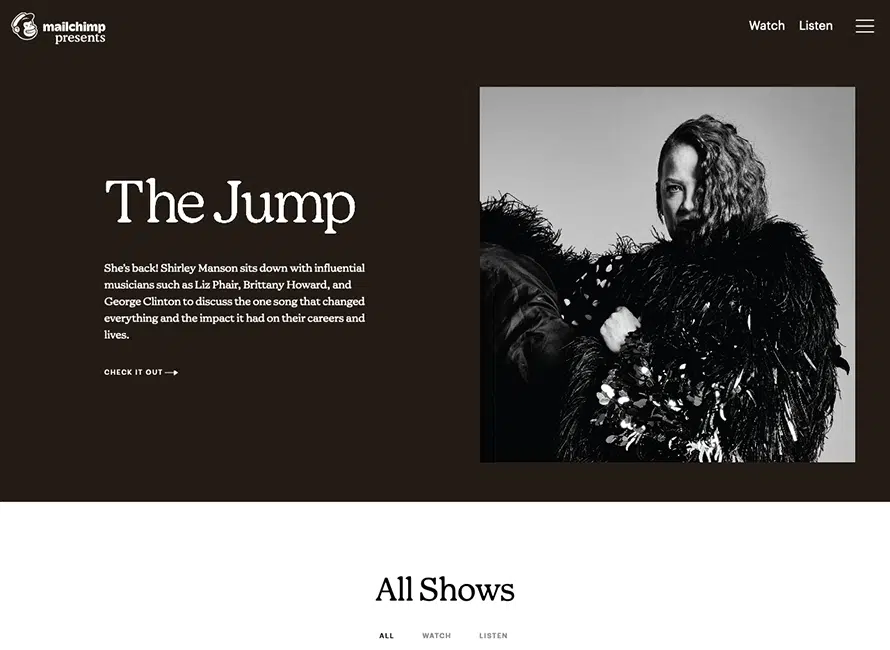 mailchimp
presents
Watch Listen
The Jump
She's back! Shirley Manson sits down with influential
musicians such as Liz Phair, Brittany Howard, and
George Clinton to discuss the one song that changed
everything and the impact it had on their careers and
lives.
CHECK IT OUT
All Shows
ALL WATCH LISTEN